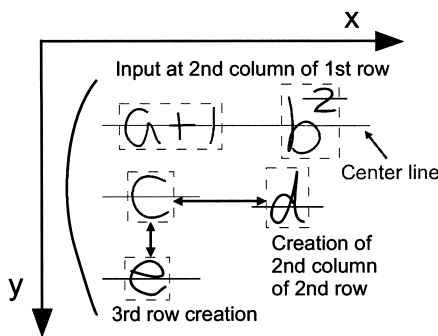 x
Input at 2nd column of 1st row
a + 1 b²
Center line
c d
Creation of
2nd column
of 2nd row
y
e
3rd row creation